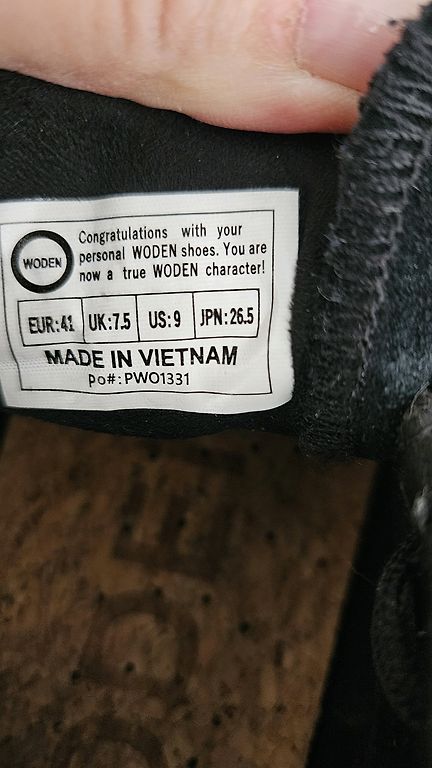 WODEN
Congratulations with your
personal WODEN shoes. You are
now a true WODEN character!
EUR:41 UK:7.5 US:9 JPN:26.5
MADE IN VIETNAM
po#:PWO1331